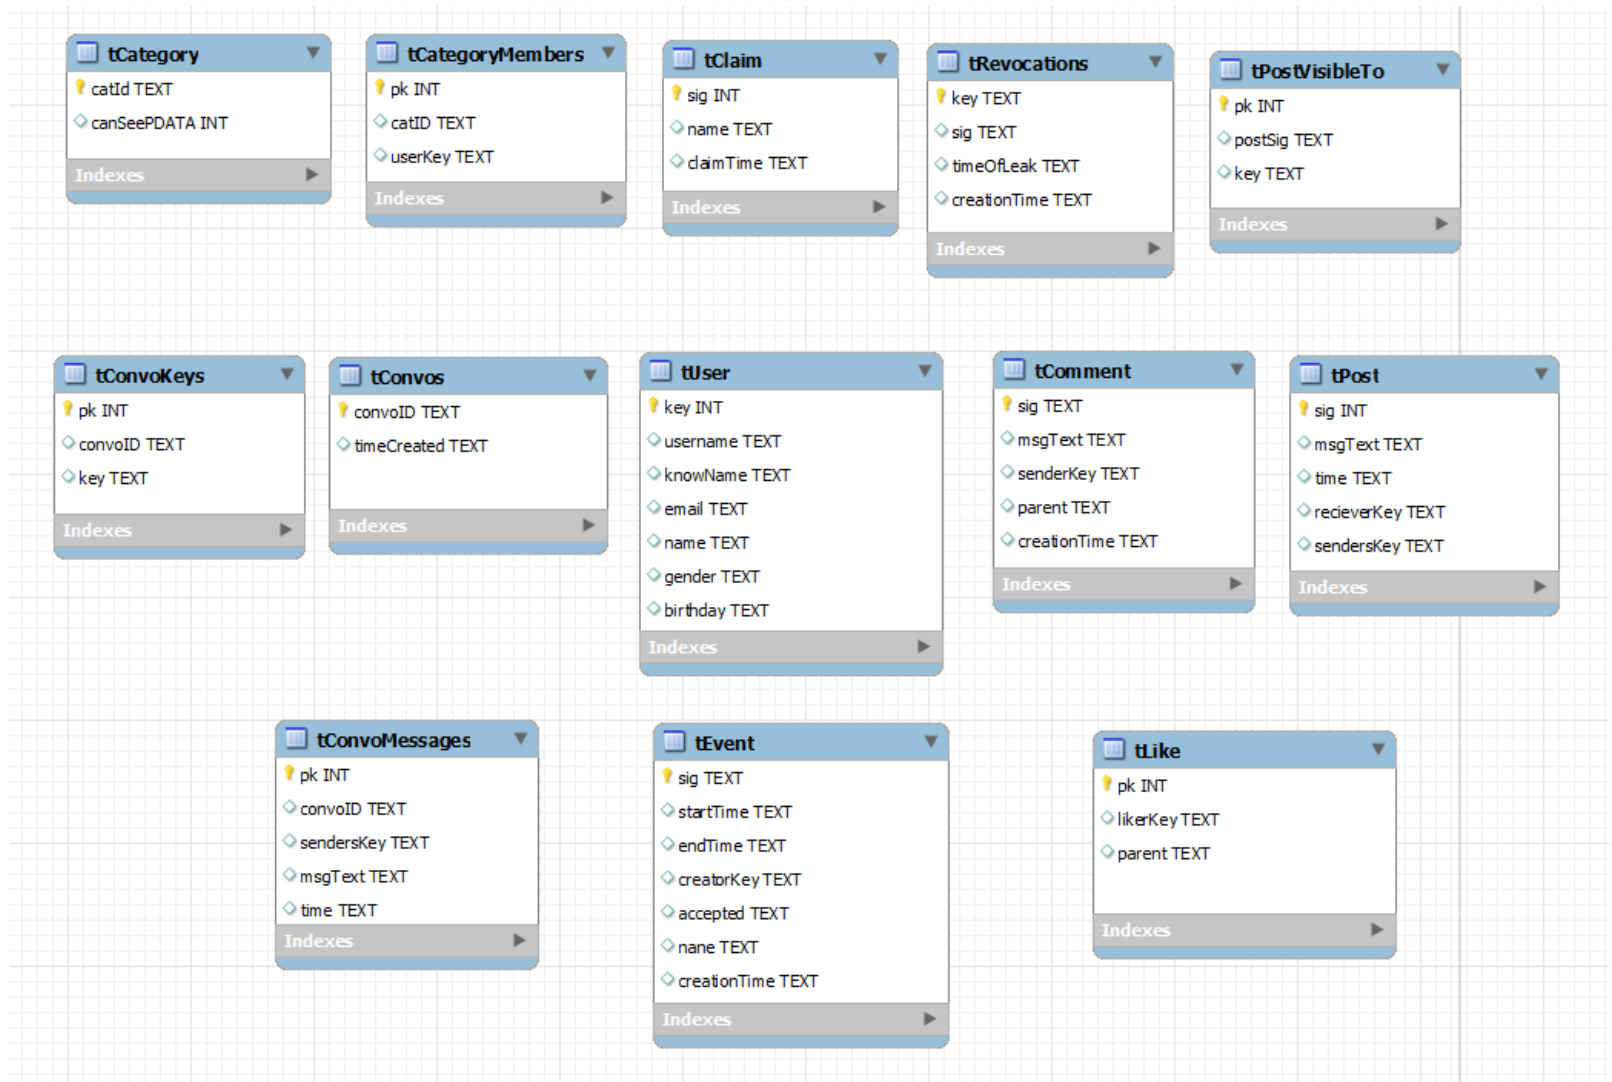 tCategory
catId TEXT
canSeePDATA INT
Indexes
tCategoryMembers
pk INT
catID TEXT
userKey TEXT
Indexes
tClaim
sig INT
name TEXT
claimTime TEXT
Indexes
tRevocations
key TEXT
sig TEXT
timeOfLeak TEXT
creationTime TEXT
Indexes
tPostVisibleTo
pk INT
postSig TEXT
key TEXT
Indexes
tConvoKeys
pk INT
convoID TEXT
key TEXT
Indexes
tConvos
convoID TEXT
timeCreated TEXT
Indexes
tUser
key INT
username TEXT
knowName TEXT
email TEXT
name TEXT
gender TEXT
birthday TEXT
Indexes
tComment
sig TEXT
msgText TEXT
senderKey TEXT
parent TEXT
creationTime TEXT
Indexes
tPost
sig INT
msgText TEXT
time TEXT
recieverKey TEXT
sendersKey TEXT
Indexes
tConvoMessages
pk INT
convoID TEXT
sendersKey TEXT
msgText TEXT
time TEXT
Indexes
tEvent
sig TEXT
startTime TEXT
endTime TEXT
creatorKey TEXT
accepted TEXT
nane TEXT
creationTime TEXT
Indexes
tLike
pk INT
likerKey TEXT
parent TEXT
Indexes